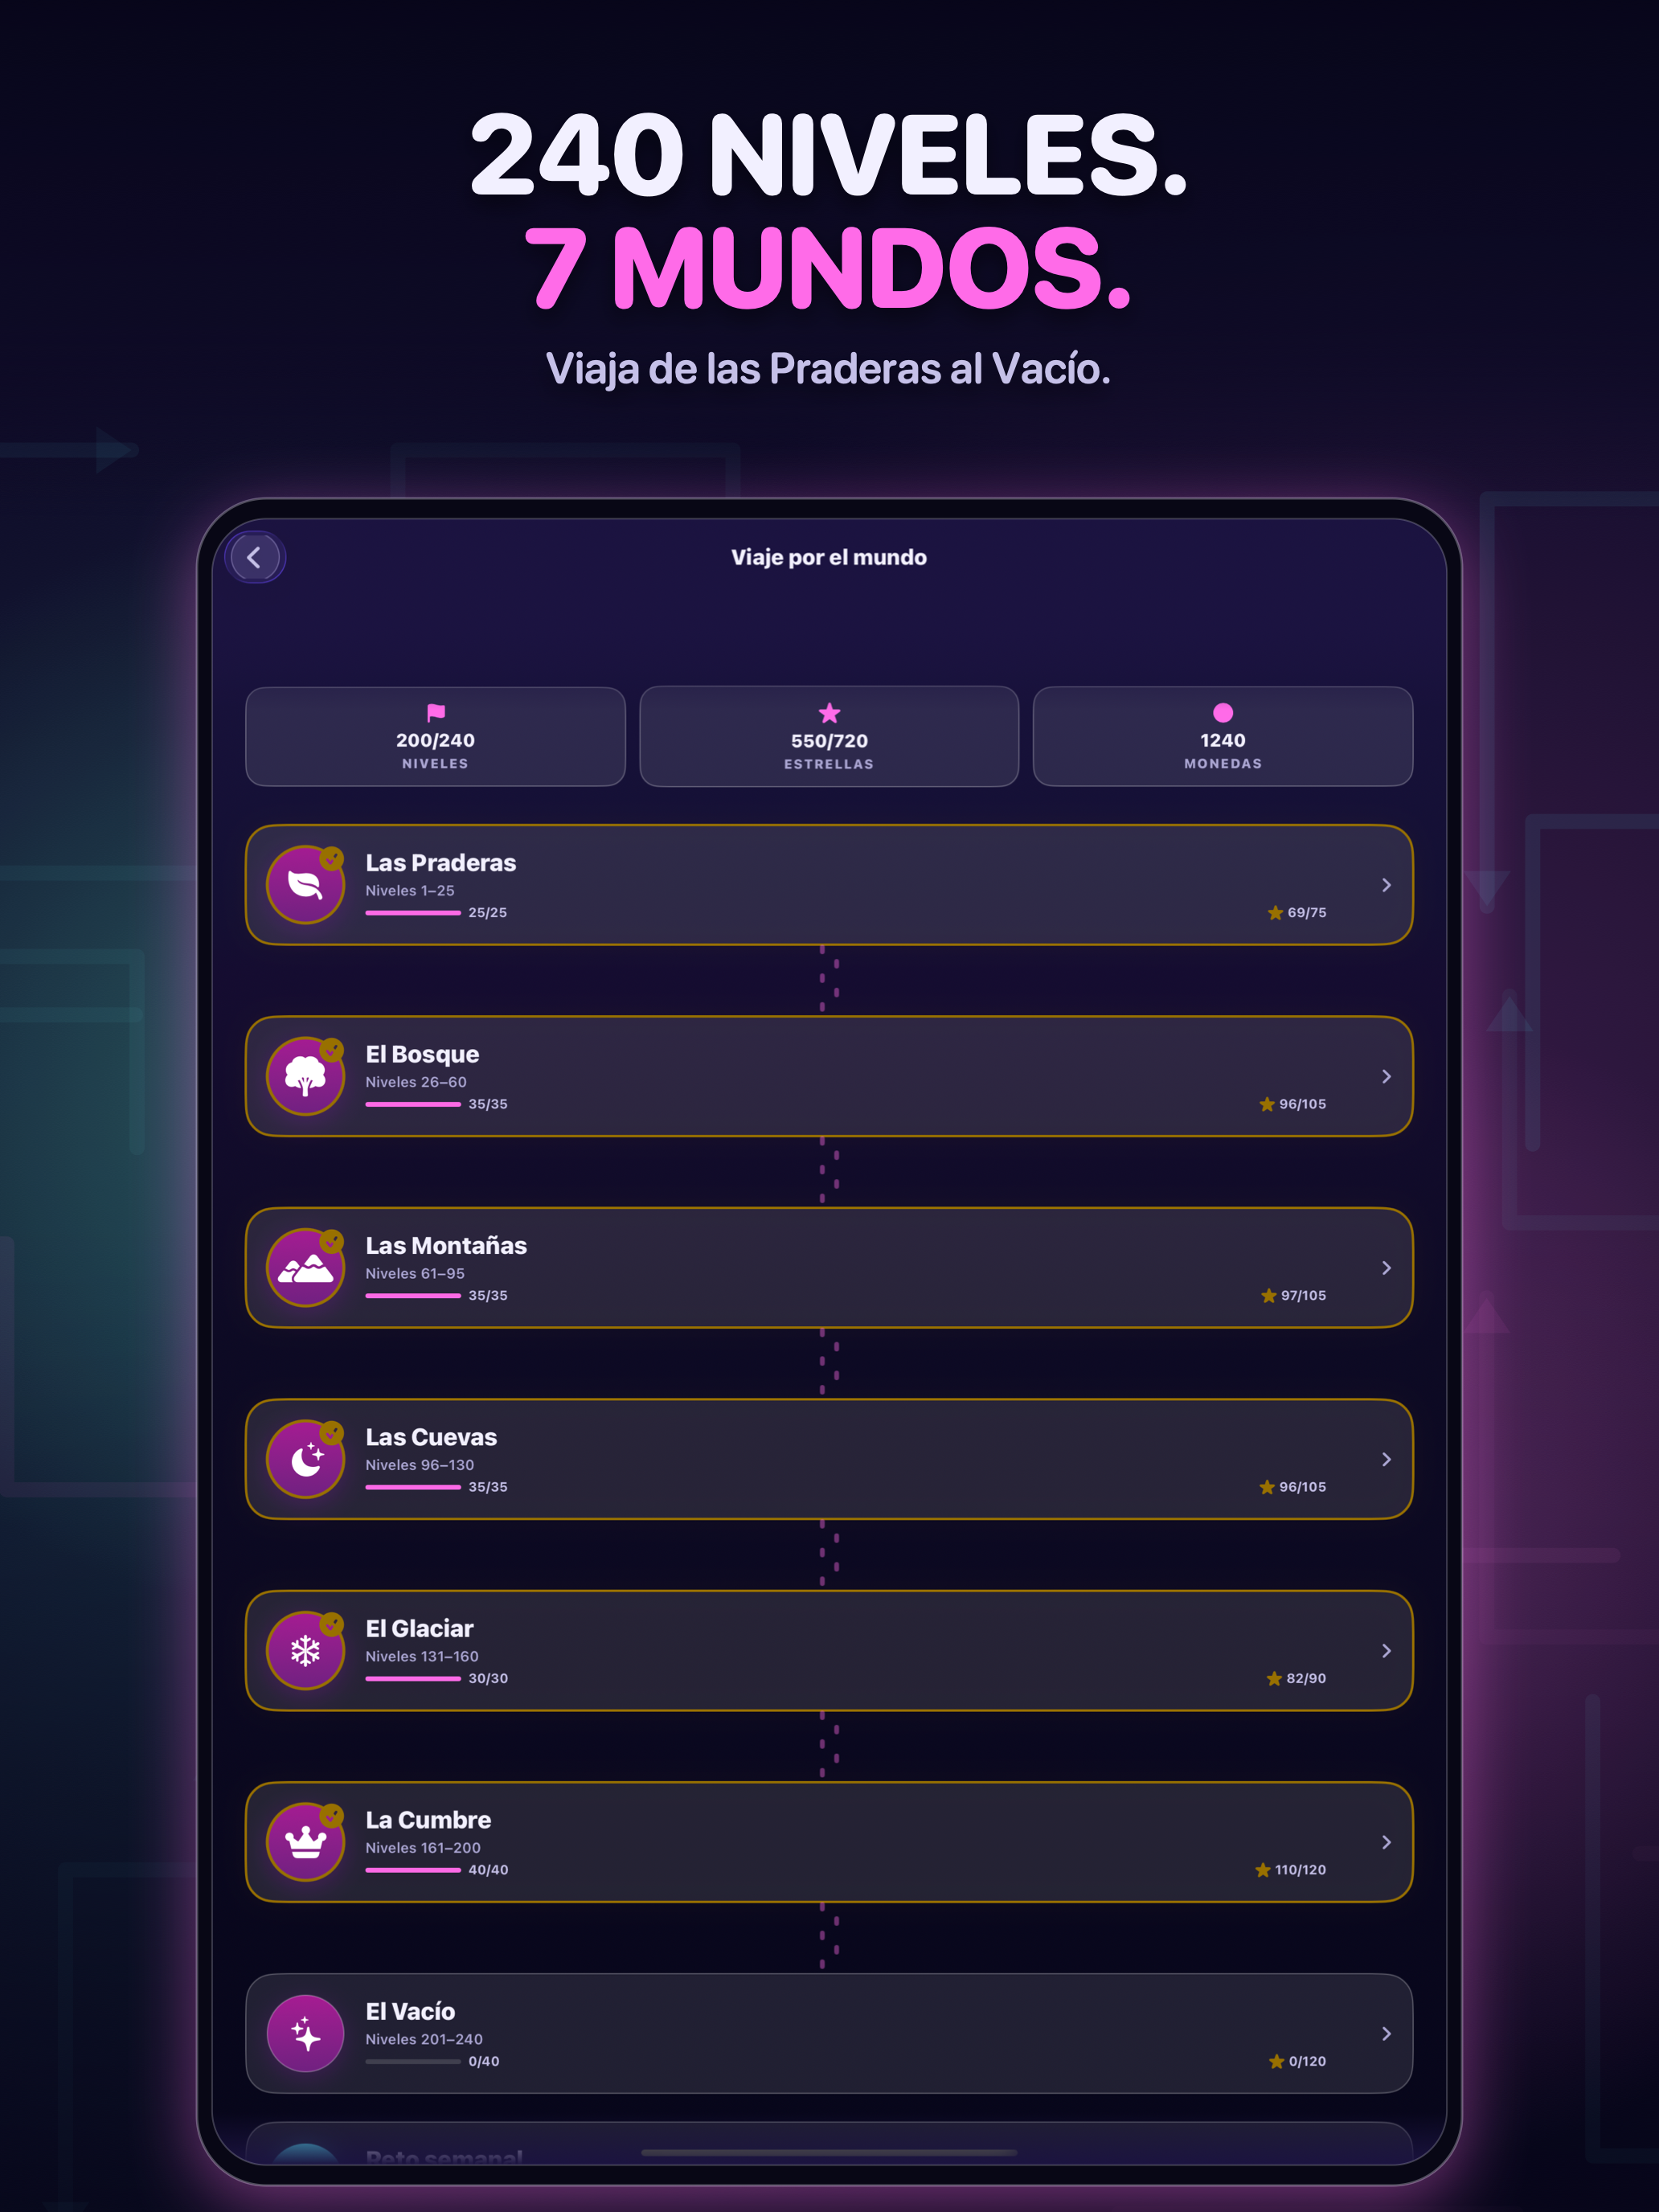 240 NIVELES.
7 MUNDOS.
Viaja de las Praderas al Vacío.
Viaje por el mundo
200/240
NIVELES
550/720
ESTRELLAS
1240
MONEDAS
Las Praderas
Niveles 1–25
25/25
69/75
El Bosque
Niveles 26–60
35/35
96/105
Las Montañas
Niveles 61–95
35/35
97/105
Las Cuevas
Niveles 96–130
35/35
96/105
El Glaciar
Niveles 131–160
30/30
82/90
La Cumbre
Niveles 161–200
40/40
110/120
El Vacío
Niveles 201–240
0/40
0/120
Reto semanal